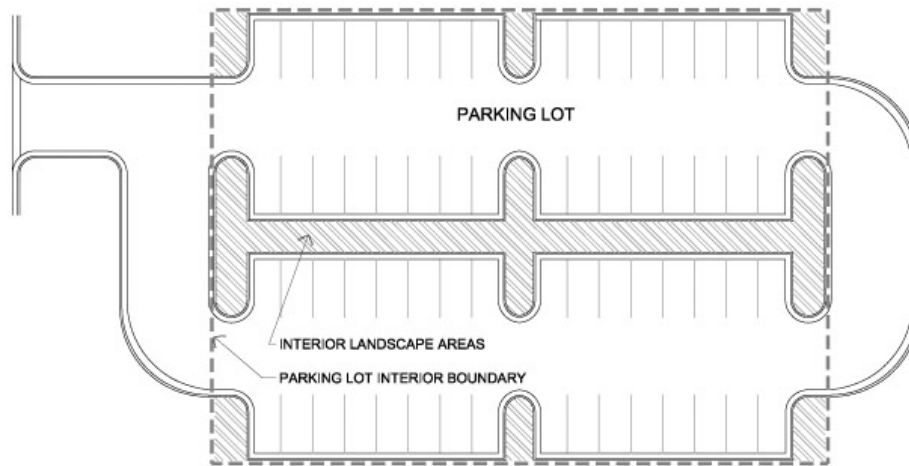 PARKING LOT
INTERIOR LANDSCAPE AREAS
PARKING LOT INTERIOR BOUNDARY